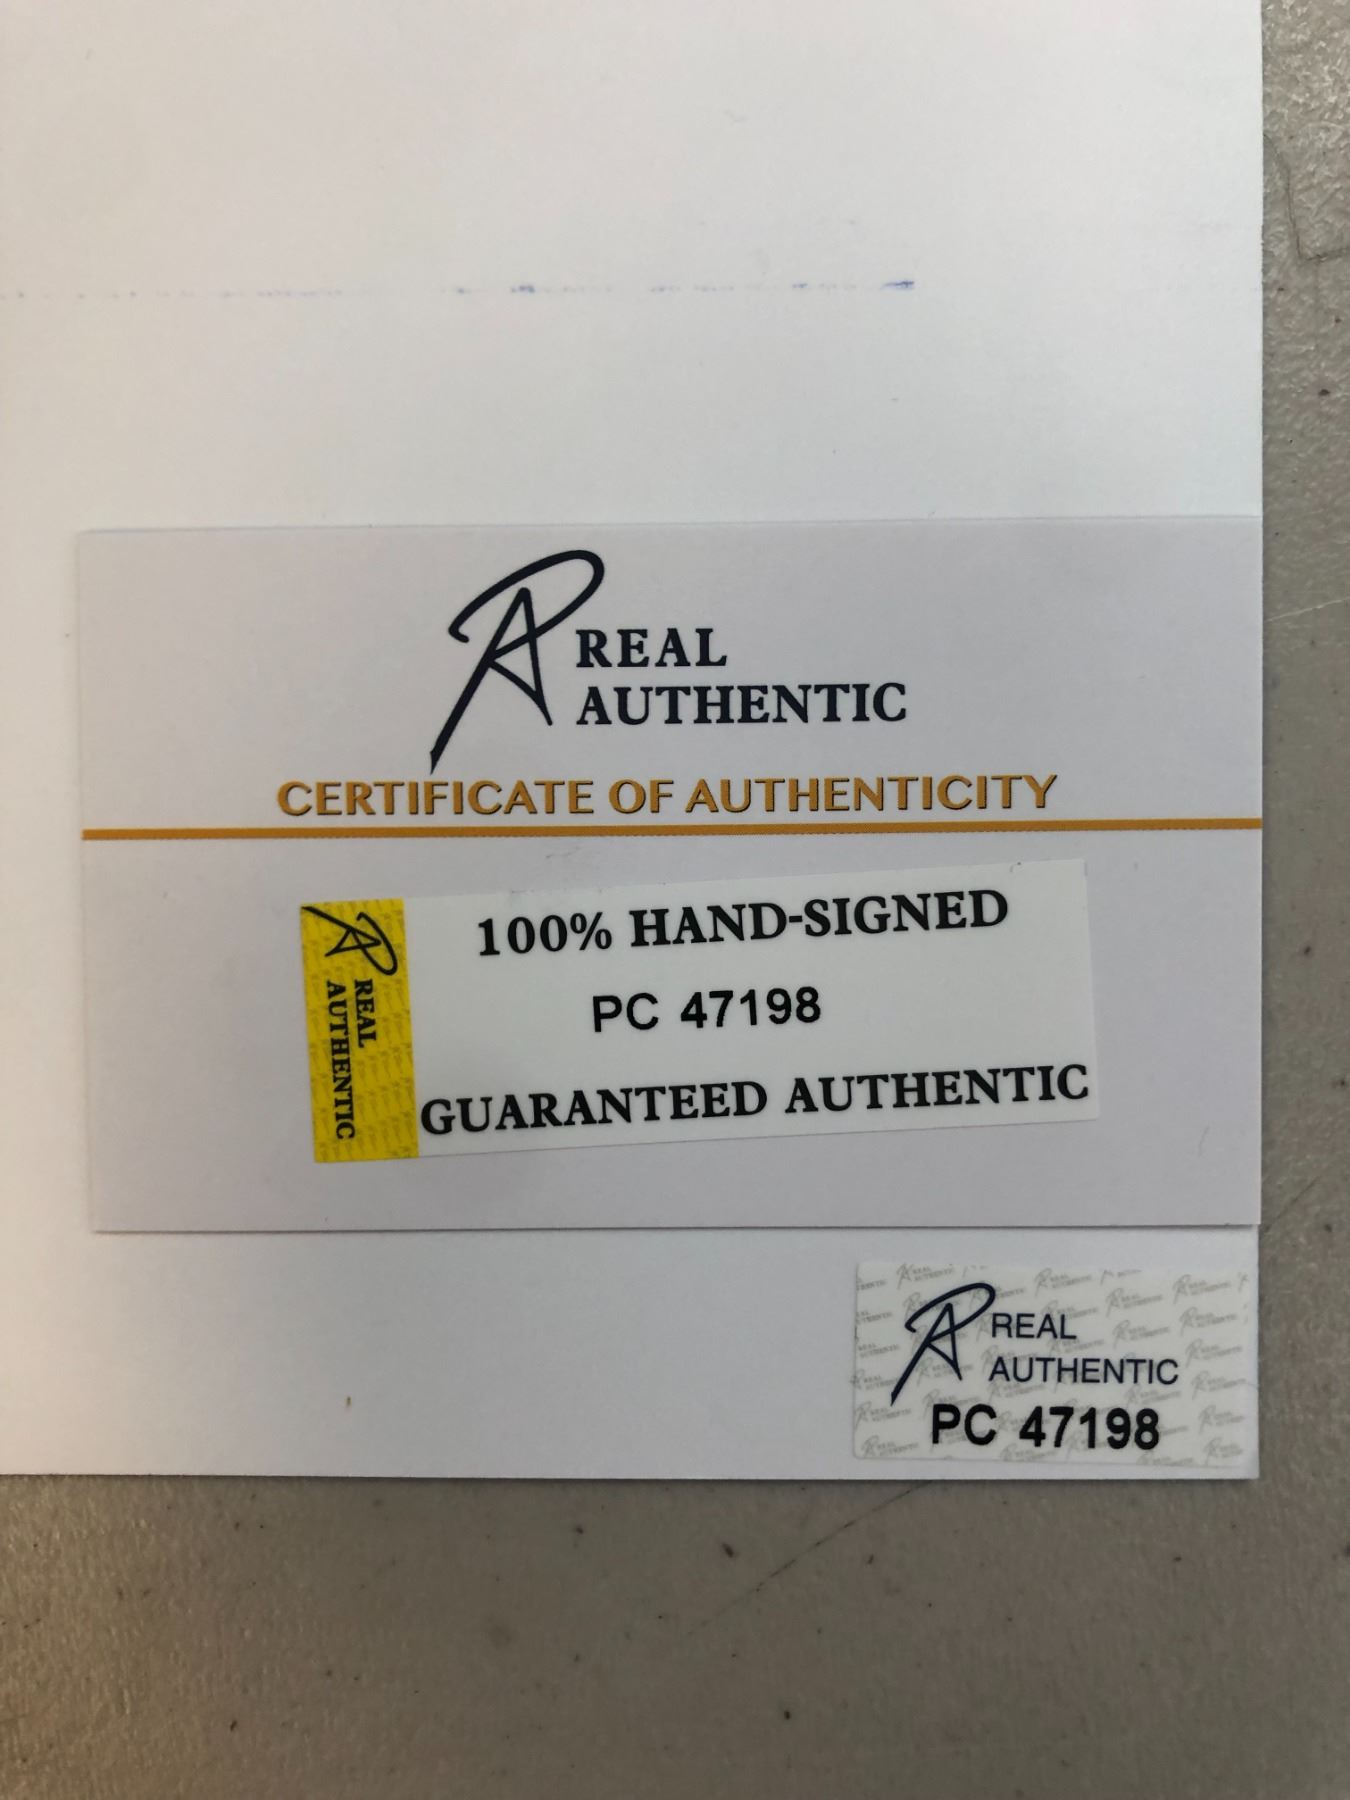 REAL
AUTHENTIC
CERTIFICATE OF AUTHENTICITY
REAL
AUTHENTIC
100% HAND-SIGNED
PC 47198
GUARANTEED AUTHENTIC
REAL
AUTHENTIC
PC 47198